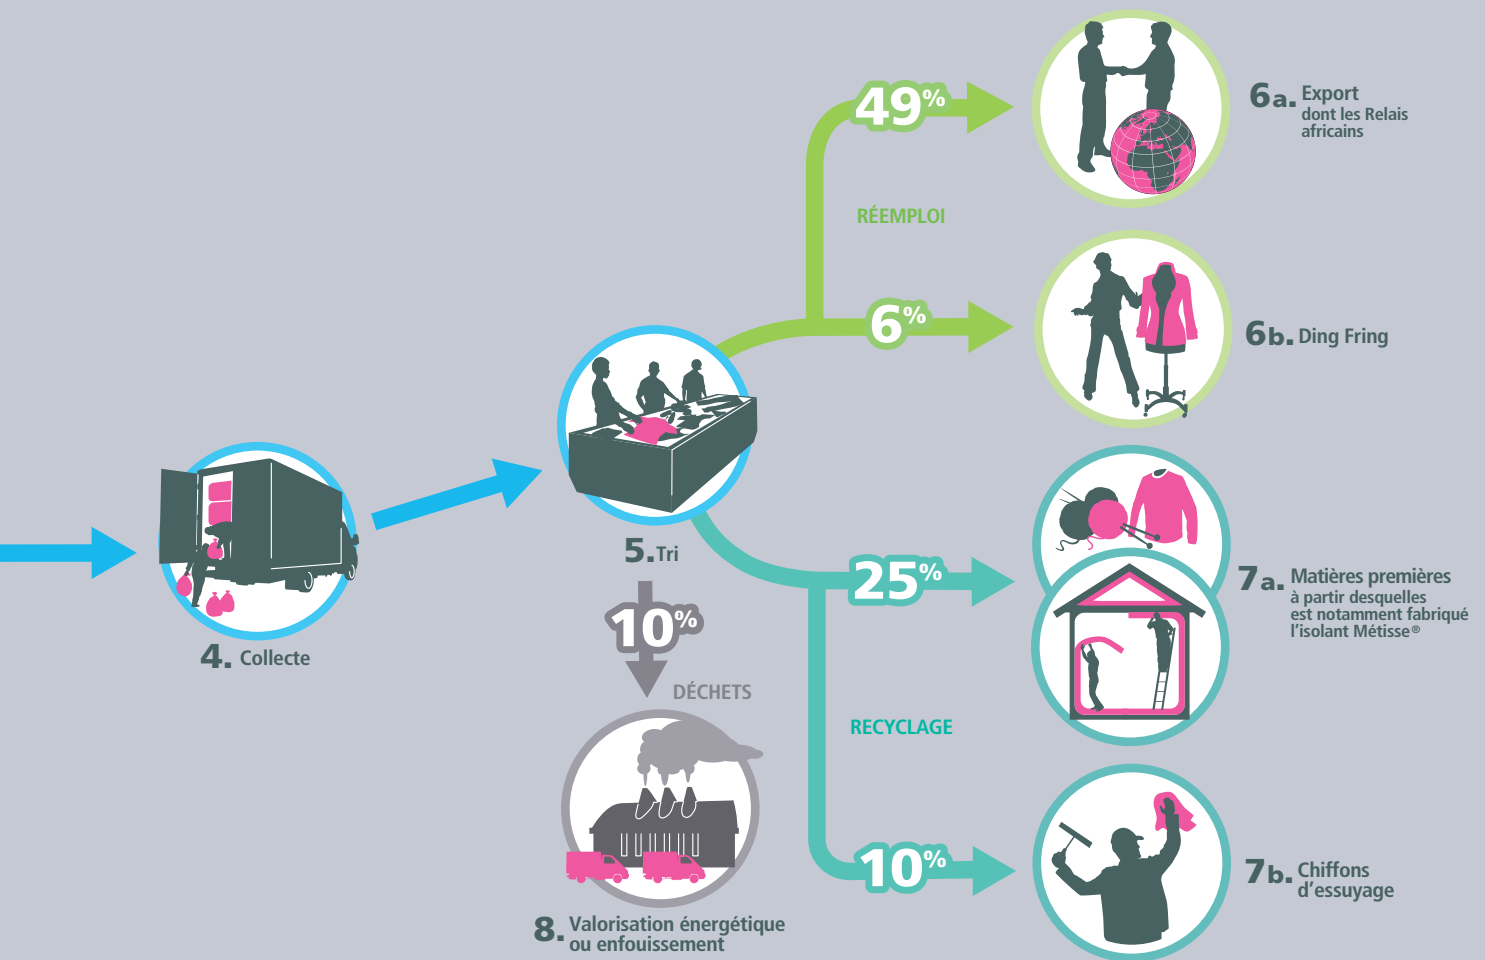 49%
6a. Export
dont les Relais
africains
RÉEMPLOI
6%
6b. Ding Fring
4. Collecte
5. Tri
10%
DÉCHETS
8. Valorisation énergétique
ou enfouissement
25%
7a. Matières premières
à partir desquelles
est notamment fabriqué
l'isolant Métisse®
RECYCLAGE
10%
7b. Chiffons
d'essuyage